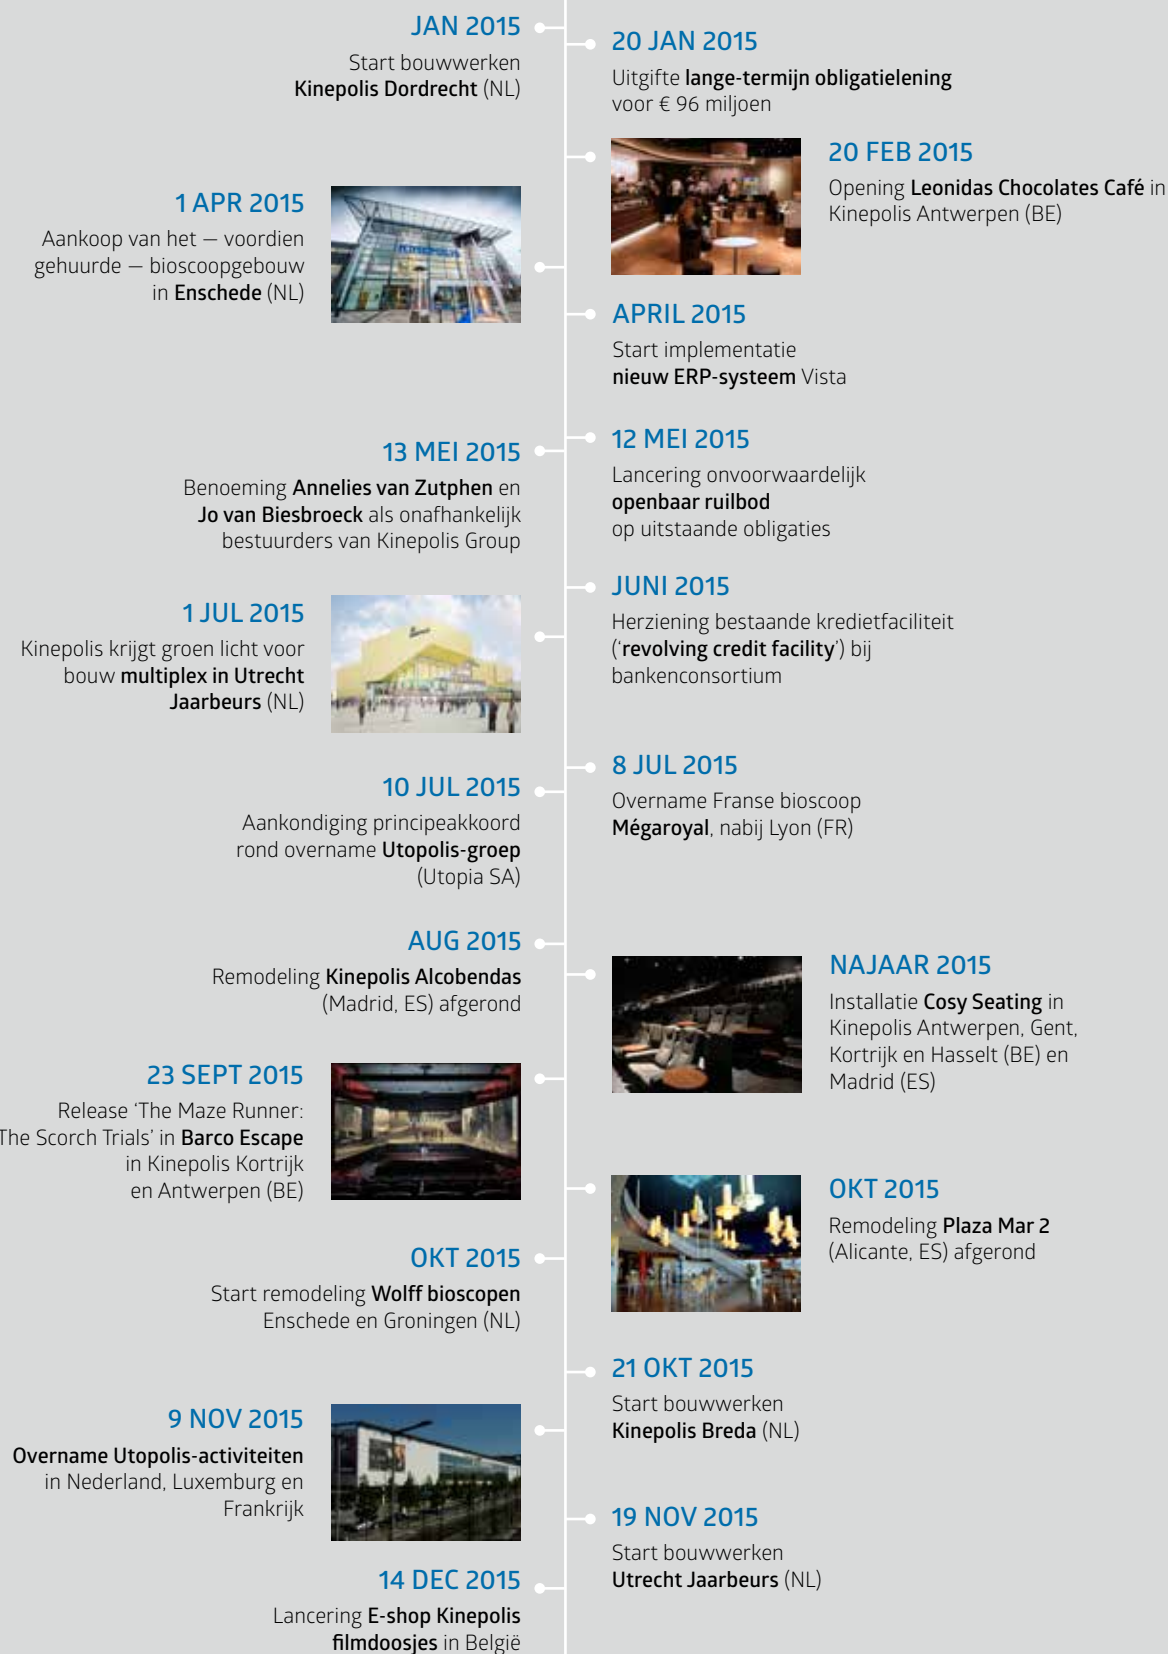 JAN 2015
Start bouwwerken
Kinepolis Dordrecht (NL)
20 JAN 2015
Uitgifte lange-termijn obligatielening
voor € 96 miljoen
20 FEB 2015
Opening Leonidas Chocolates Café in
Kinepolis Antwerpen (BE)
1 APR 2015
Aankoop van het — voordien
gehuurde — bioscoopgebouw
in Enschede (NL)
KINEPOLIS
APRIL 2015
Start implementatie
nieuw ERP-systeem Vista
12 MEI 2015
Lancering onvoorwaardelijk
openbaar ruilbod
op uitstaande obligaties
13 MEI 2015
Benoeming Annelies van Zutphen en
Jo van Biesbroeck als onafhankelijk
bestuurders van Kinepolis Group
JUNI 2015
Herziening bestaande kredietfaciliteit
(‘revolving credit facility’) bij
bankenconsortium
1 JUL 2015
Kinepolis krijgt groen licht voor
bouw multiplex in Utrecht
Jaarbeurs (NL)
8 JUL 2015
Overname Franse bioscoop
Mégaroyal, nabij Lyon (FR)
10 JUL 2015
Aankondiging principeakkoord
rond overname Utopolis-groep
(Utopia SA)
AUG 2015
Remodeling Kinepolis Alcobendas
(Madrid, ES) afgerond
NAJAAR 2015
Installatie Cosy Seating in
Kinepolis Antwerpen, Gent,
Kortrijk en Hasselt (BE) en
Madrid (ES)
23 SEPT 2015
Release ‘The Maze Runner:
The Scorch Trials’ in Barco Escape
in Kinepolis Kortrijk
en Antwerpen (BE)
OKT 2015
Remodeling Plaza Mar 2
(Alicante, ES) afgerond
OKT 2015
Start remodeling Wolff bioscopen
Enschede en Groningen (NL)
21 OKT 2015
Start bouwwerken
Kinepolis Breda (NL)
9 NOV 2015
Overname Utopolis-activiteiten
in Nederland, Luxemburg en
Frankrijk
19 NOV 2015
Start bouwwerken
Utrecht Jaarbeurs (NL)
14 DEC 2015
Lancering E-shop Kinepolis
filmdoosjes in België